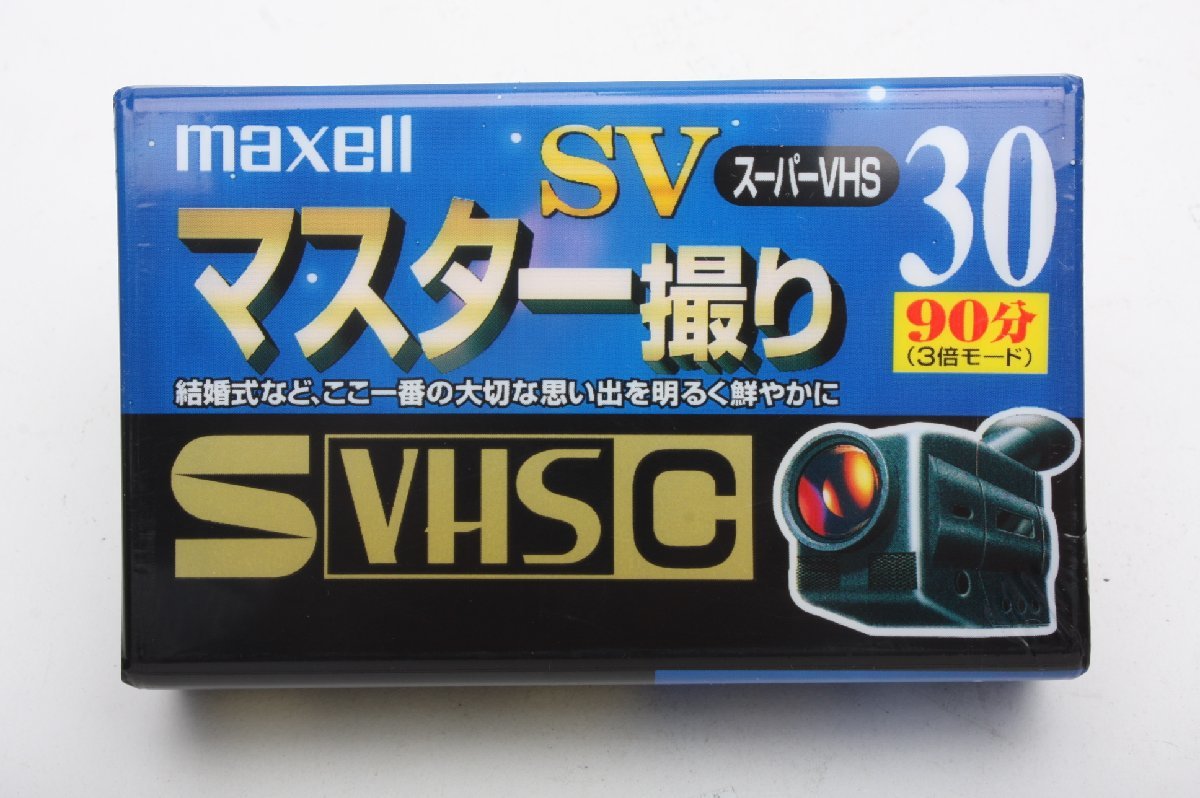 maxell
SV
スーパーVHS
30
マスター撮り
90分
(3倍モード)
結婚式など、ここ一番の大切な思い出を明るく鮮やかに
S VHS C